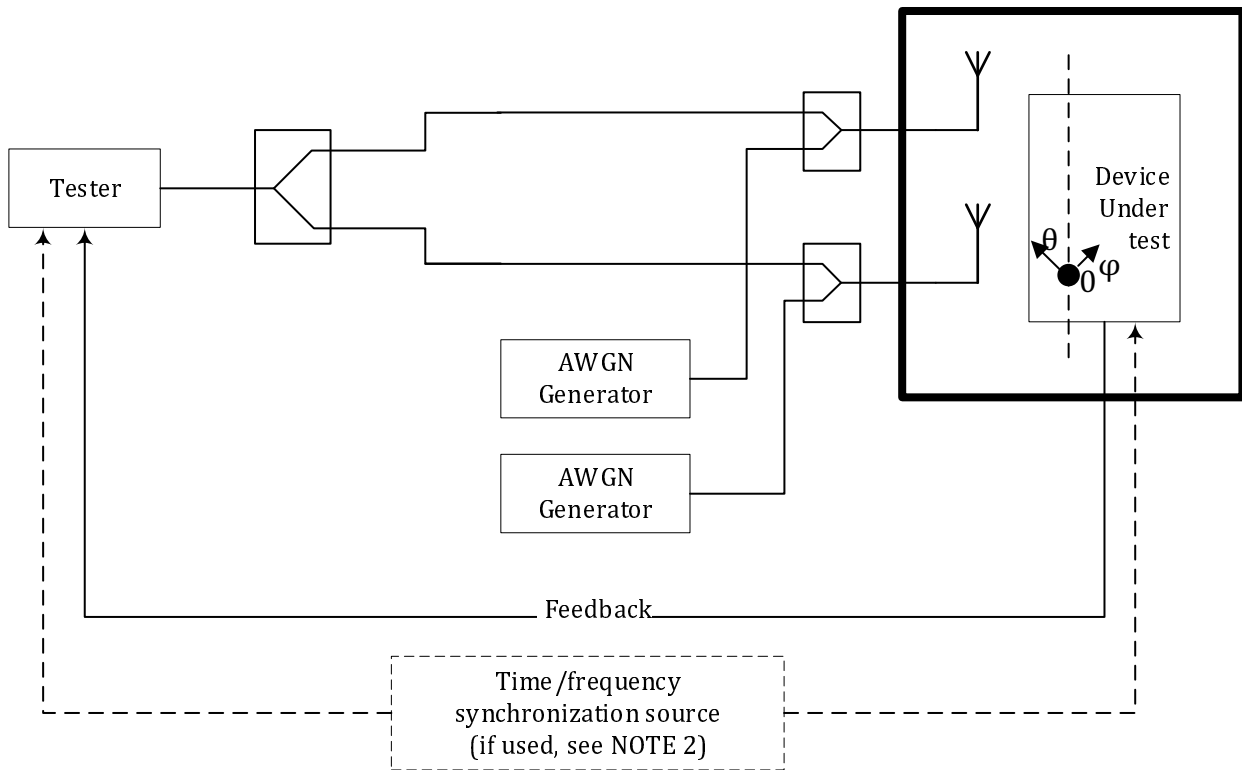 Tester
Device
Under
test
θ
φ
0
AWGN
Generator
AWGN
Generator
Feedback
Time/frequency
synchronization source
(if used, see NOTE 2)